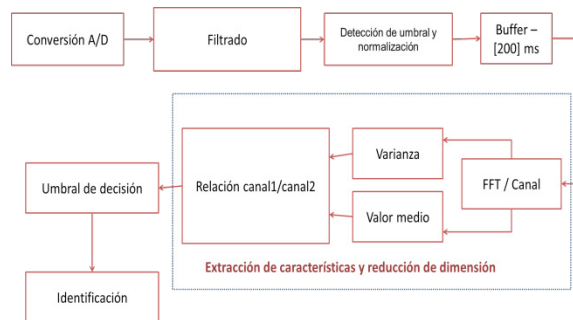 Conversión A/D
Filtrado
Detección de umbral y
normalización
Buffer –
[200] ms
FFT / Canal
Varianza
Valor medio
Relación canal1/canal2
Extracción de características y reducción de dimensión
Umbral de decisión
Identificación